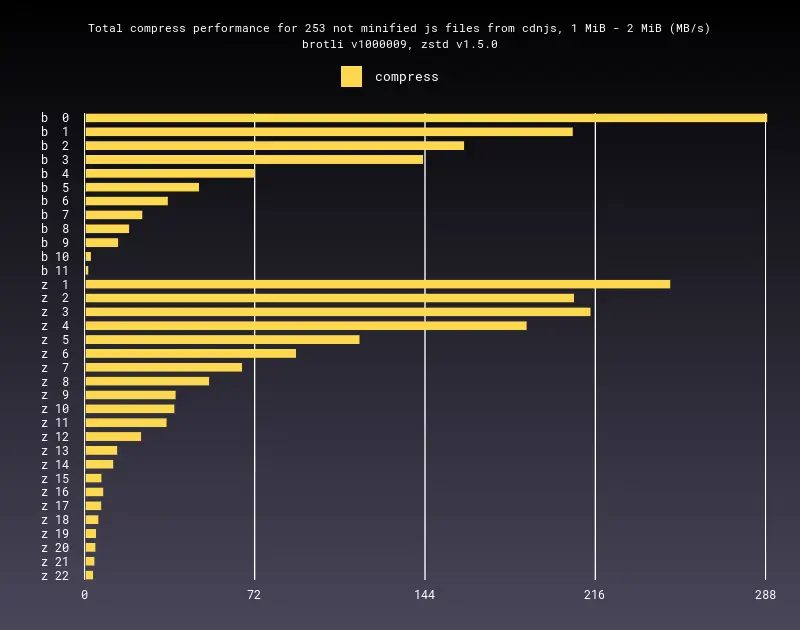 Total compress performance for 253 not minified js files from cdnjs, 1 MiB - 2 MiB (MB/s)
brotli v1000009, zstd v1.5.0
compress
b 0
b 1
b 2
b 3
b 4
b 5
b 6
b 7
b 8
b 9
b 10
b 11
z 1
z 2
z 3
z 4
z 5
z 6
z 7
z 8
z 9
z 10
z 11
z 12
z 13
z 14
z 15
z 16
z 17
z 18
z 19
z 20
z 21
z 22
0 72 144 216 288